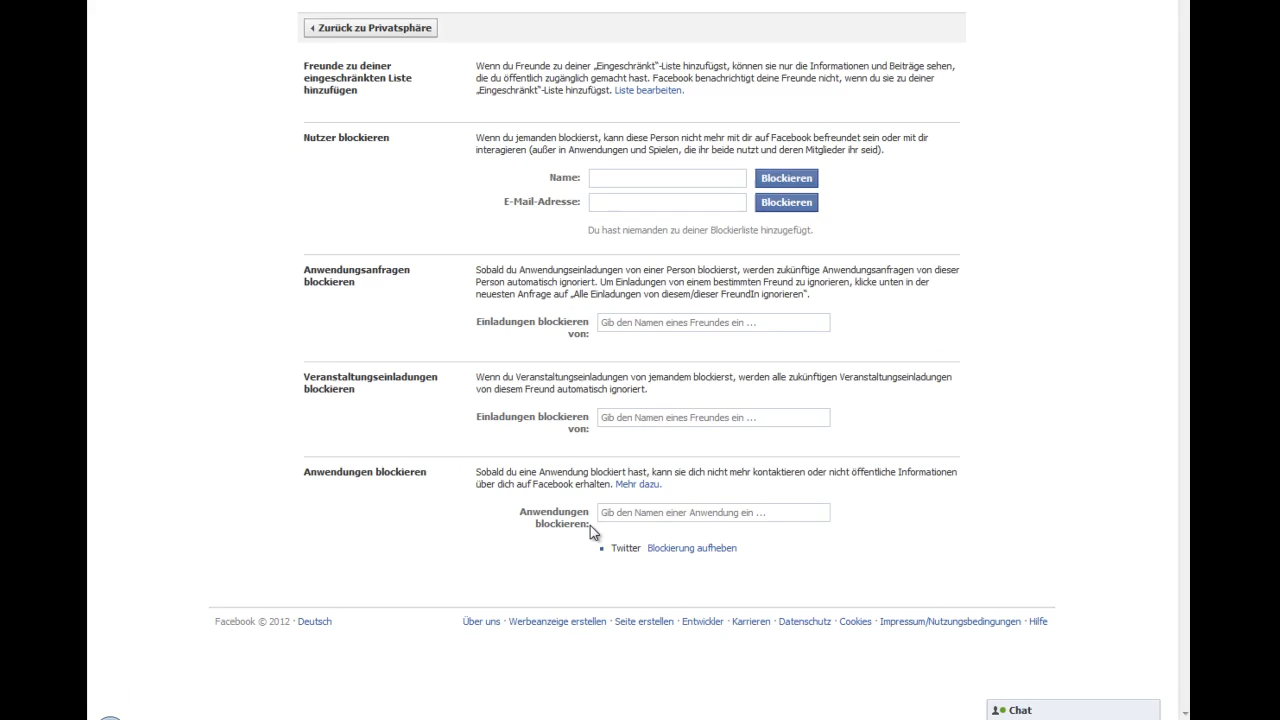 Zurück zu Privatsphäre
Freunde zu deiner
eingeschränkten Liste
hinzufügen
Wenn du Freunde zu deiner „Eingeschränkt“-Liste hinzufügst, können sie nur die Informationen und Beiträge sehen,
die du öffentlich zugänglich gemacht hast. Facebook benachrichtigt deine Freunde nicht, wenn du sie zu deiner
„Eingeschränkt“-Liste hinzufügst. Liste bearbeiten.
Nutzer blockieren
Wenn du jemanden blockierst, kann diese Person nicht mehr mit dir auf Facebook befreundet sein oder mit dir
interagieren (außer in Anwendungen und Spielen, die ihr beide nutzt und deren Mitglieder ihr seid).
Name:
Blockieren
E-Mail-Adresse:
Blockieren
Du hast niemanden zu deiner Blockierliste hinzugefügt.
Anwendungsanfragen
blockieren
Sobald du Anwendungseinladungen von einer Person blockierst, werden zukünftige Anwendungsanfragen von dieser
Person automatisch ignoriert. Um Einladungen von einem bestimmten Freund zu ignorieren, klicke unten in der
neuesten Anfrage auf „Alle Einladungen von diesem/dieser FreundIn ignorieren“.
Einladungen blockieren
von:
Gib den Namen eines Freundes ein ...
Veranstaltungseinladungen
blockieren
Wenn du Veranstaltungseinladungen von jemandem blockierst, werden alle zukünftigen Veranstaltungseinladungen
von diesem Freund automatisch ignoriert.
Einladungen blockieren
von:
Gib den Namen eines Freundes ein ...
Anwendungen blockieren
Sobald du eine Anwendung blockiert hast, kann sie dich nicht mehr kontaktieren oder nicht öffentliche Informationen
über dich auf Facebook erhalten. Mehr dazu.
Anwendungen
blockieren:
Gib den Namen einer Anwendung ein ...
Twitter Blockierung aufheben
Facebook © 2012 · Deutsch
Über uns · Werbeanzeige erstellen · Seite erstellen · Entwickler · Karrieren · Datenschutz · Cookies · Impressum/Nutzungsbedingungen · Hilfe
Chat